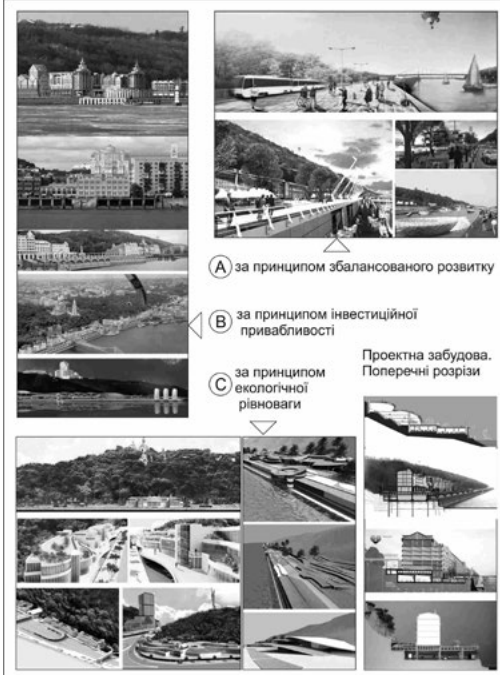 A за принципом збалансованого розвитку
B за принципом інвестиційної
привабливості
C за принципом
екологічної
рівноваги
Проектна забудова.
Поперечні розрізи